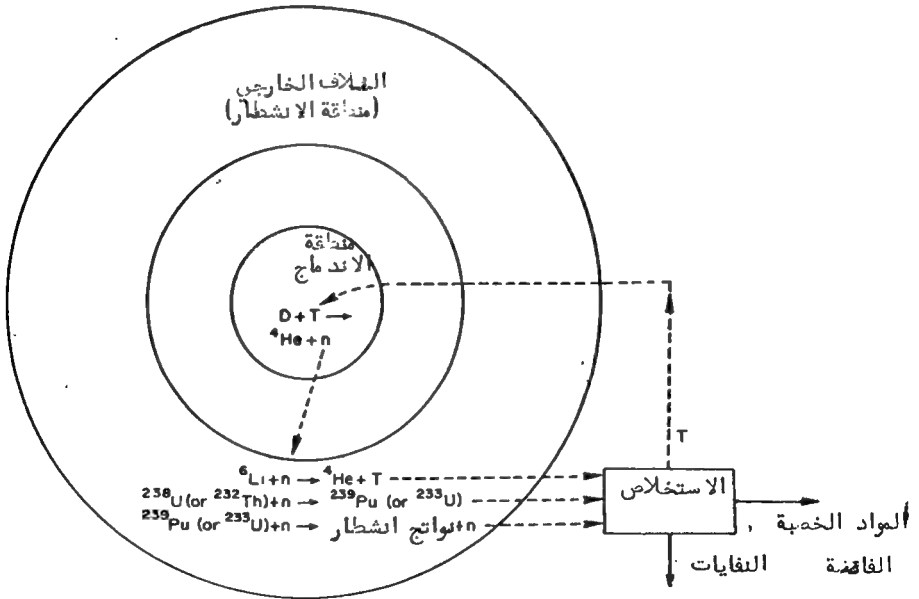 الغلاف الخارجي
(منطقة الانشطار)
منطقة
الاندماج
D + T →
⁴He + n
T
⁶Li + n → ⁴He + T
²³⁸U (or ²³²Th) + n → ²³⁹Pu (or ²³³U)
²³⁹Pu (or ²³³U) + n → نواتج انشطار + n
الاستخلاص
المواد الخصبة
الفائضة
النفايات